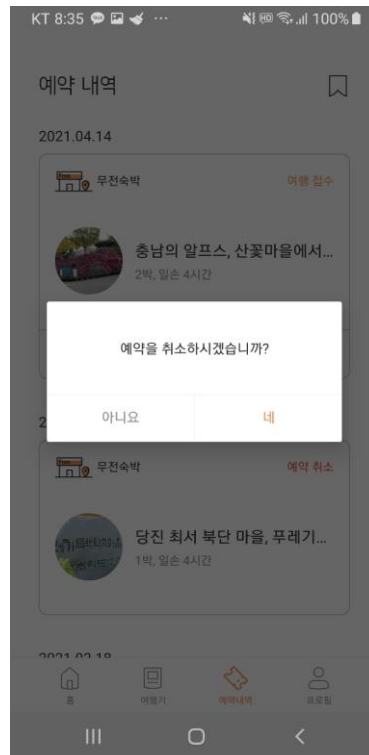 KT 8:35
100%
예약 내역
2021.04.14
무전숙박
여행 접수
충남의 알프스, 산꽃마을에서...
2박, 일손 4시간
예약을 취소하시겠습니까?
아니요
네
2
무전숙박
예약 취소
당진 최서 북단 마을, 푸레기...
1박, 일손 4시간
2021.02.18
홈
여행기
예약내역
프로필